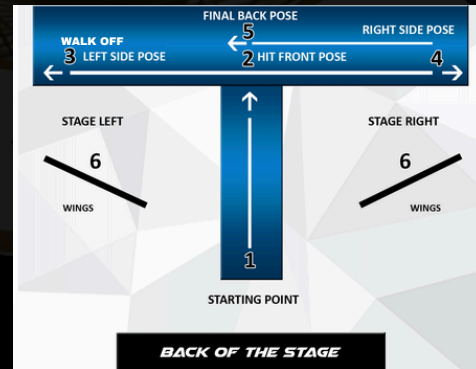 FINAL BACK POSE
5
WALK OFF
RIGHT SIDE POSE
3 LEFT SIDE POSE
2 HIT FRONT POSE
4
STAGE LEFT
STAGE RIGHT
6
6
WINGS
WINGS
1
STARTING POINT
BACK OF THE STAGE